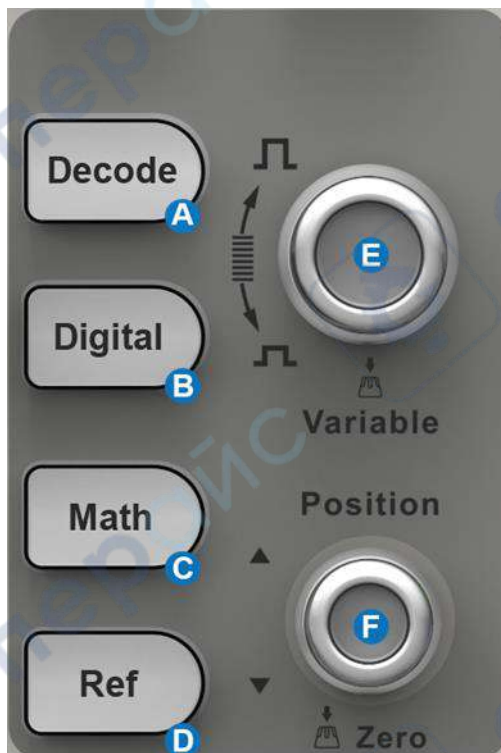 Decode
A
E
Digital
B
Variable
Math
C
Position
F
Ref
D
Zero